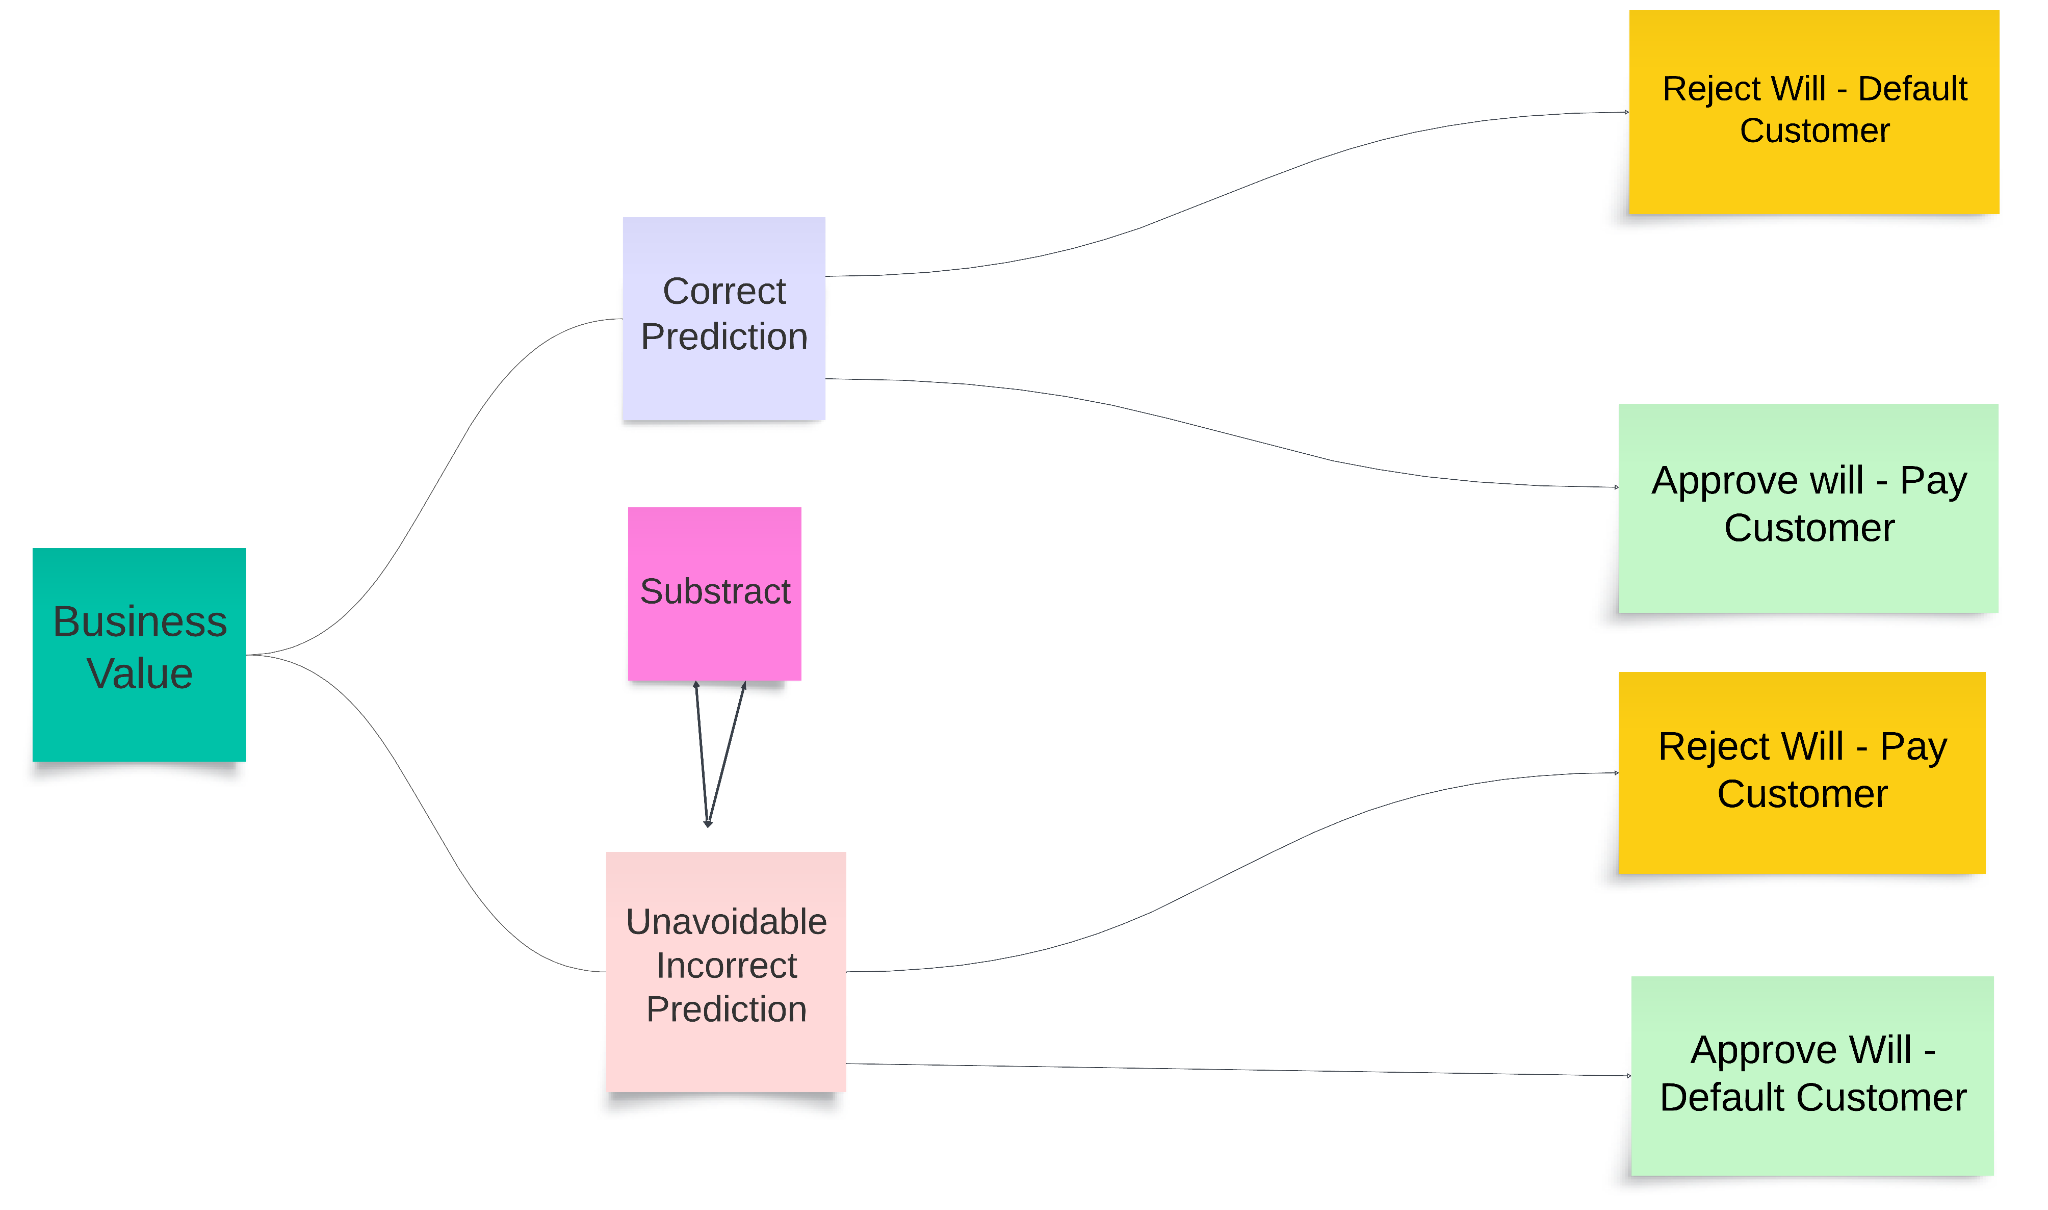 Reject Will - Default
Customer
Correct
Prediction
Approve will - Pay
Customer
Substract
Business
Value
Reject Will - Pay
Customer
Unavoidable
Incorrect
Prediction
Approve Will -
Default Customer